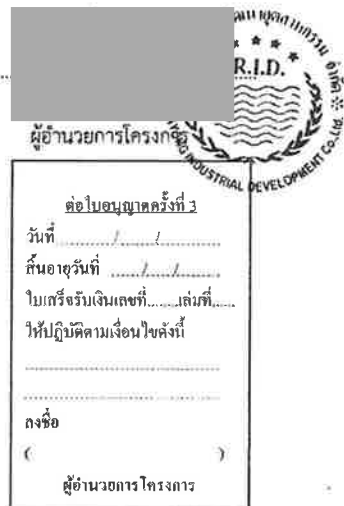 R.I.D.
INDUSTRIAL DEVELOPMENT CO.,Ltd.
ผู้อำนวยการโครงการ
ต่อใบอนุญาตครั้งที่ 3
วันที่............/............/............
สิ้นอายุวันที่ ......../......../............
ใบเสร็จรับเงินเลขที่........เล่มที่......
ให้ปฏิบัติตามเงื่อนไขดังนี้
ลงชื่อ
( )
ผู้อำนวยการโครงการ